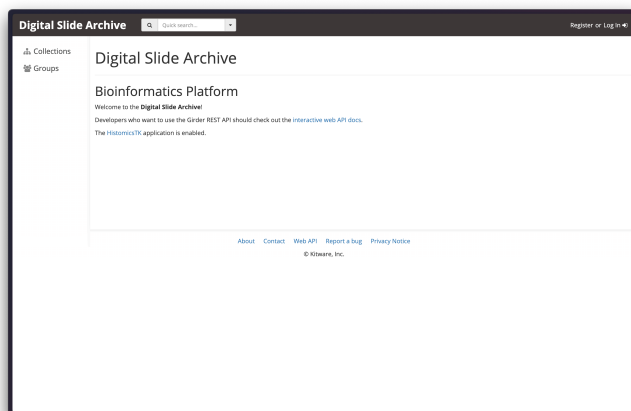 Digital Slide Archive
Quick search...
Register or Log In
Collections
Groups
Digital Slide Archive
Bioinformatics Platform
Welcome to the Digital Slide Archive!
Developers who want to use the Girder REST API should check out the interactive web API docs.
The HistomicsTK application is enabled.
About Contact Web API Report a bug Privacy Notice
© Kitware, Inc.